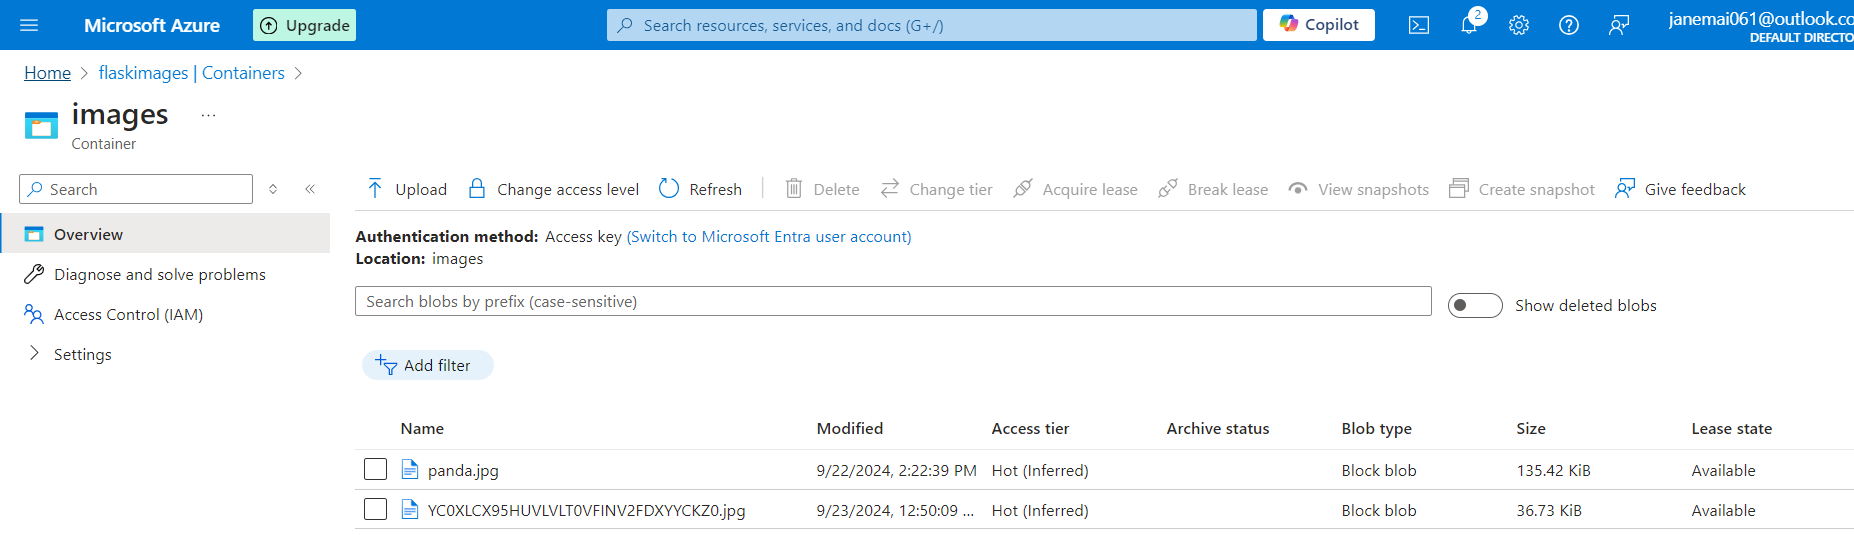 Microsoft Azure
Upgrade
Search resources, services, and docs (G+/)
Copilot
2
janemai061@outlook.co
DEFAULT DIRECTO
Home > flaskimages | Containers >
images ...
Container
Search
Upload
Change access level
Refresh
Delete
Change tier
Acquire lease
Break lease
View snapshots
Create snapshot
Give feedback
Overview
Diagnose and solve problems
Access Control (IAM)
Settings
Authentication method: Access key (Switch to Microsoft Entra user account)
Location: images
Search blobs by prefix (case-sensitive)
Show deleted blobs
Add filter
Name Modified Access tier Archive status Blob type Size Lease state
panda.jpg 9/22/2024, 2:22:39 PM Hot (Inferred) Block blob 135.42 KiB Available
YC0XLCX95HUVLVLT0VFINV2FDXYYCKZ0.jpg 9/23/2024, 12:50:09 ... Hot (Inferred) Block blob 36.73 KiB Available